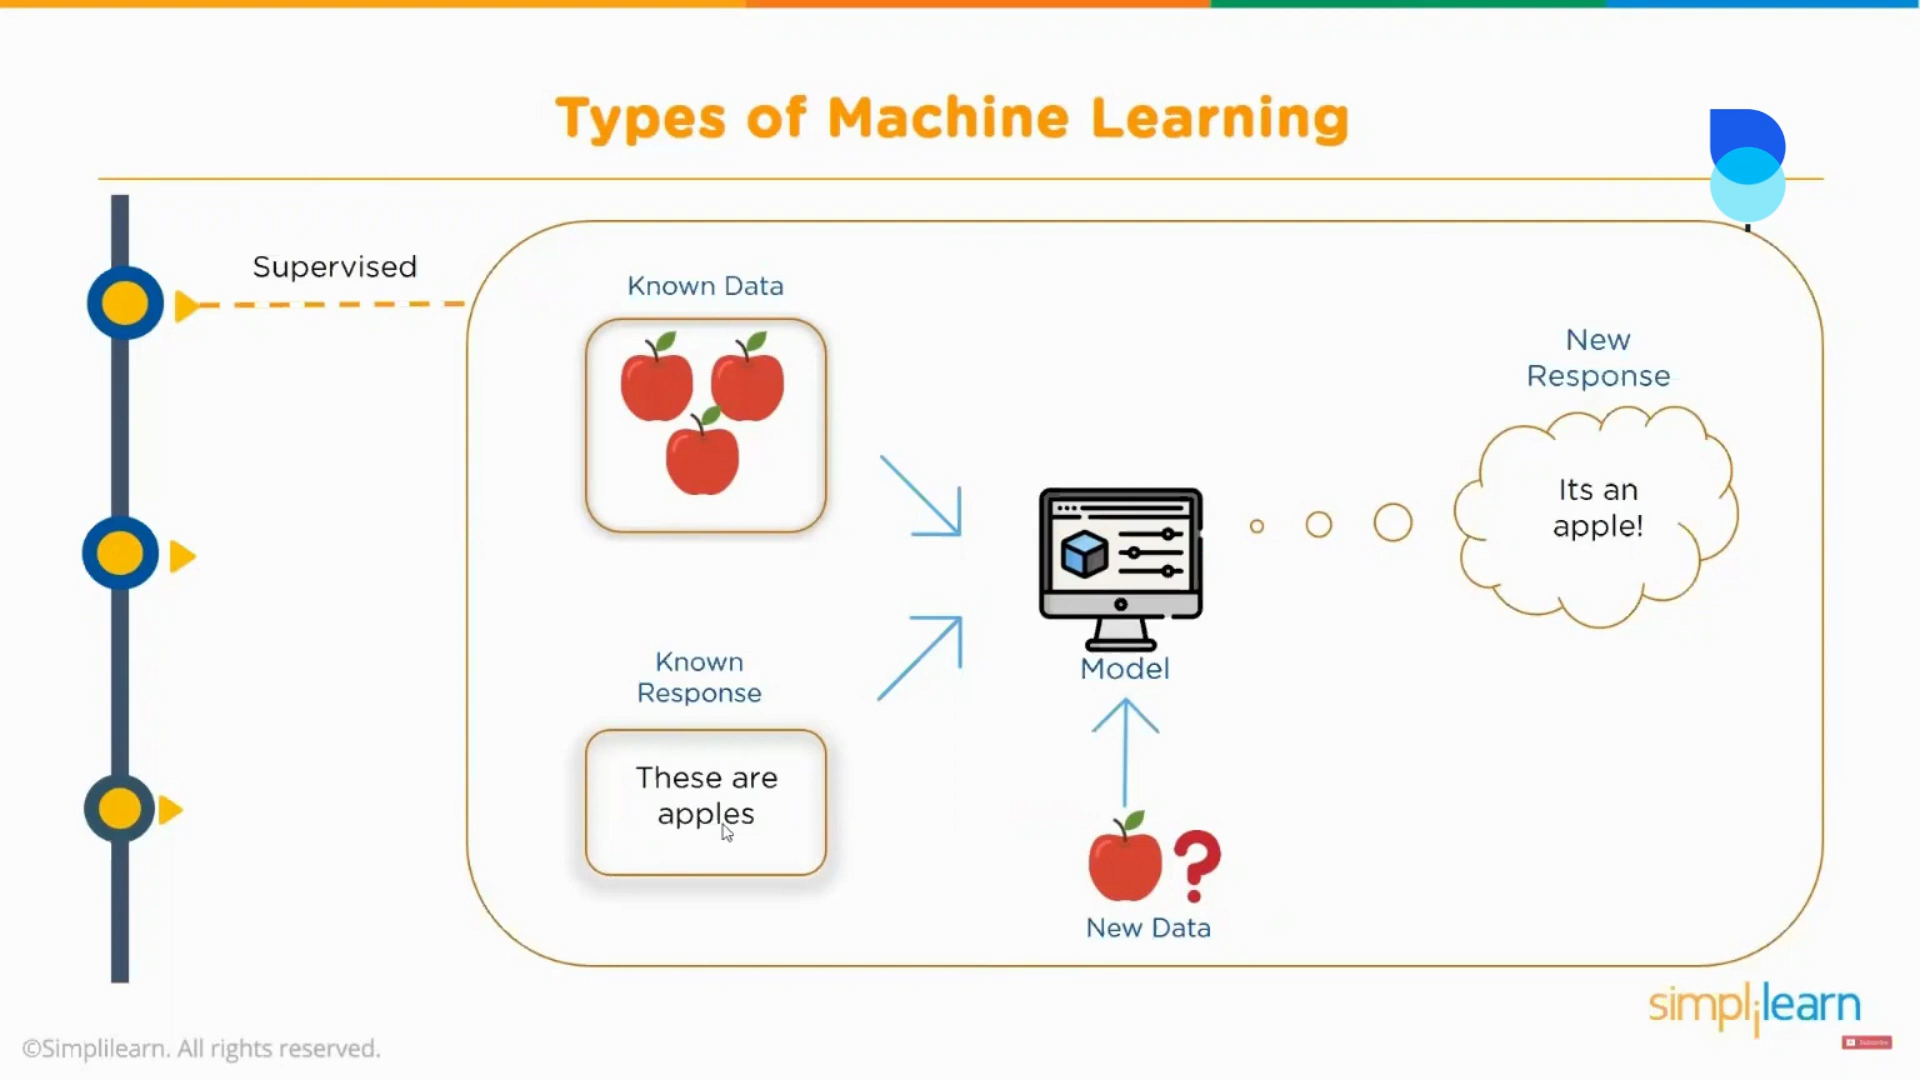 Types of Machine Learning
Supervised
Known Data
New
Response
Its an
apple!
Known
Response
Model
These are
apples
?
New Data
simplilearn
©Simplilearn. All rights reserved.
Subscribe